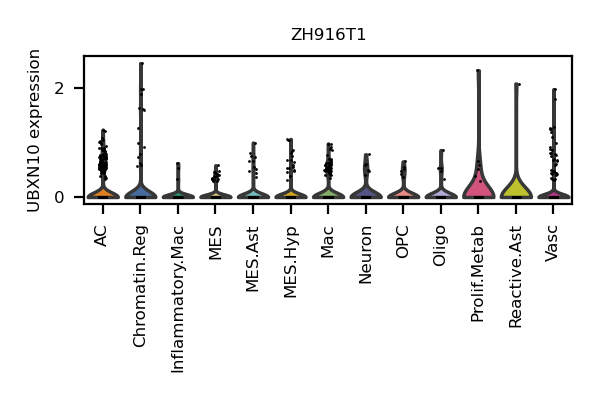 ZH916T1
UBXN10 expression
2
0
AC
Chromatin.Reg
Inflammatory.Mac
MES
MES.Ast
MES.Hyp
Mac
Neuron
OPC
Oligo
Prolif.Metab
Reactive.Ast
Vasc